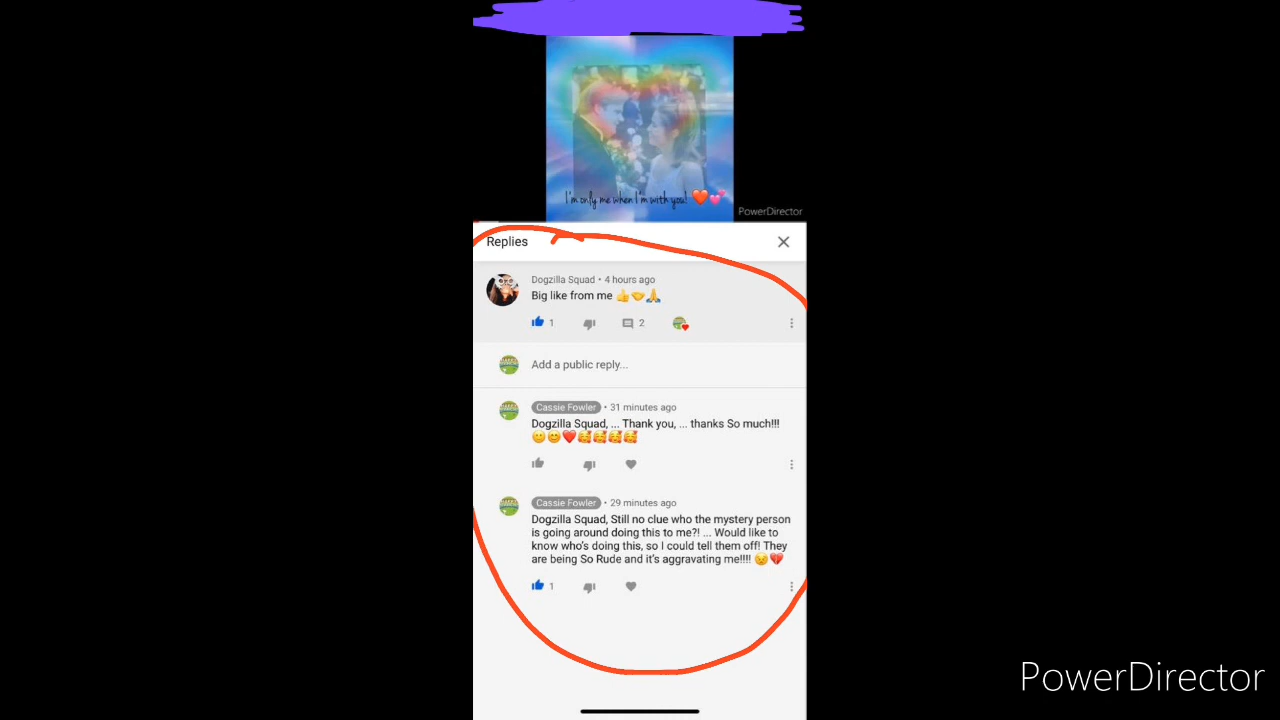 I'm only me when I'm with you! ❤️💕
PowerDirector
Replies
Dogzilla Squad • 4 hours ago
Big like from me 👍🤝🙏
1
2
Add a public reply...
Cassie Fowler • 31 minutes ago
Dogzilla Squad, ... Thank you, ... thanks So much!!!
🙂😊❤️🥰🥰🥰🥰
Cassie Fowler • 29 minutes ago
Dogzilla Squad, Still no clue who the mystery person
is going around doing this to me?! ... Would like to
know who's doing this, so I could tell them off! They
are being So Rude and it's aggravating me!!!! 😣💔
1
PowerDirector